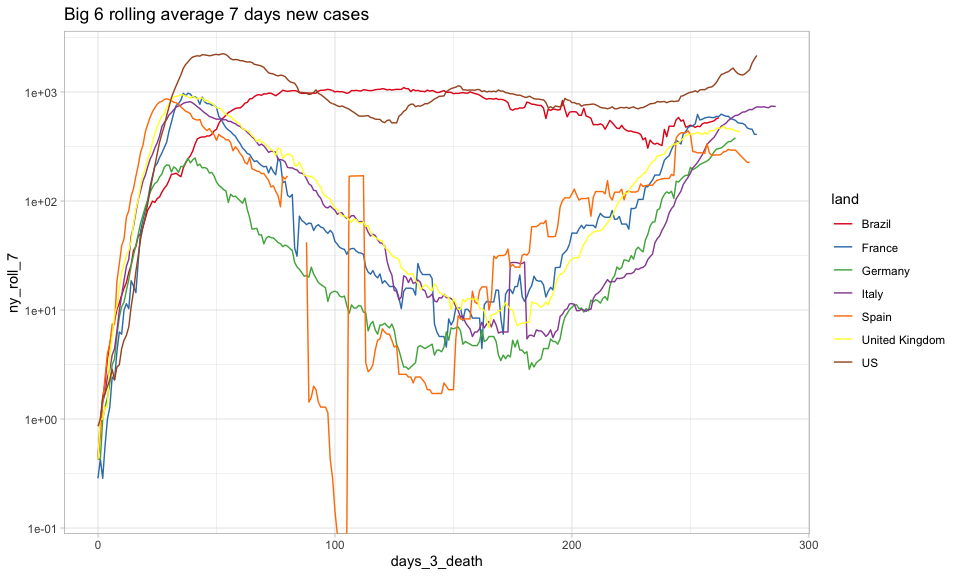 Big 6 rolling average 7 days new cases
ny_roll_7
1e+03
1e+02
1e+01
1e+00
1e-01
0
100
200
300
days_3_death
land
Brazil
France
Germany
Italy
Spain
United Kingdom
US